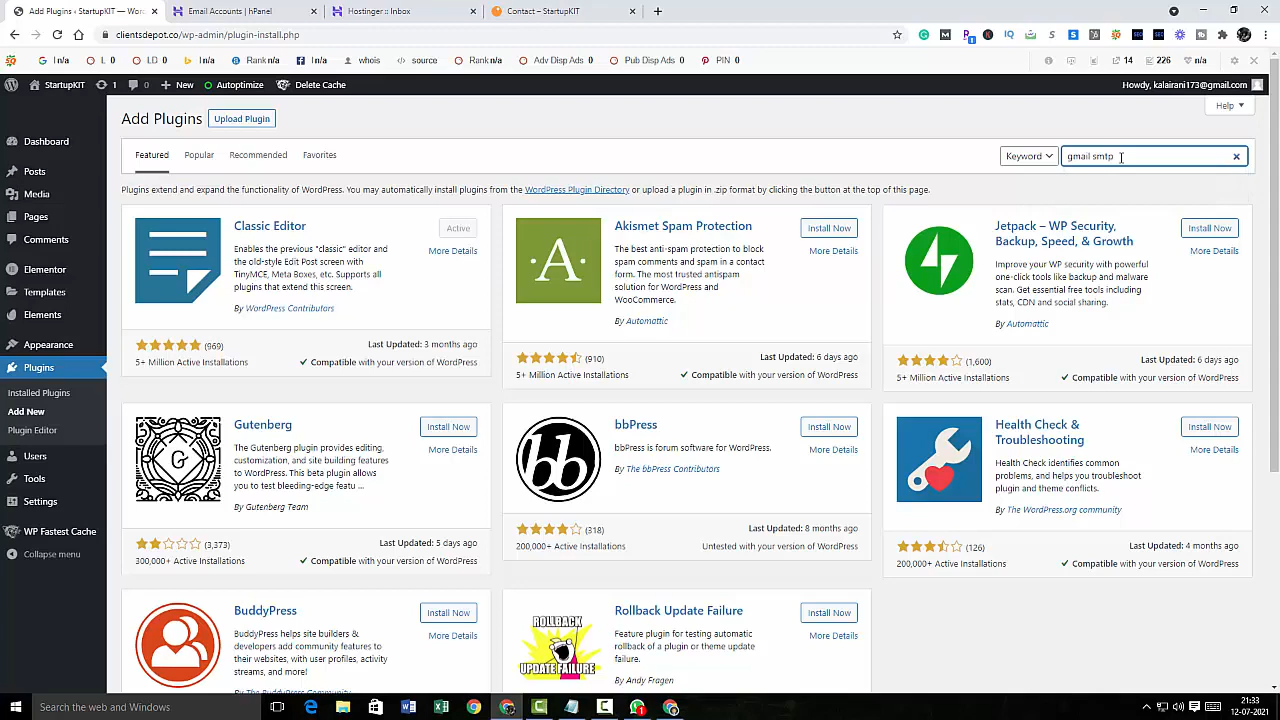 Add Plugins ‹ StartupKIT — Wor
Email Accounts | hPanel
Hostinger :: Inbox
Contact – StartupKIT
clientsdepot.co/wp-admin/plugin-install.php
I n/a
L 0
LD 0
I n/a
Rank n/a
I n/a
whois
source
Rank n/a
Adv Disp Ads 0
Pub Disp Ads 0
PIN 0
14
226
n/a
StartupKIT
1
0
New
Autoptimize
Delete Cache
Howdy, kalairani173@gmail.com
Dashboard
Posts
Media
Pages
Comments
Elementor
Templates
Elements
Appearance
Plugins
Installed Plugins
Add New
Plugin Editor
Users
Tools
Settings
WP Fastest Cache
Collapse menu
Add Plugins
Upload Plugin
Help
Featured
Popular
Recommended
Favorites
Keyword
gmail smtp
Plugins extend and expand the functionality of WordPress. You may automatically install plugins from the WordPress Plugin Directory or upload a plugin in .zip format by clicking the button at the top of this page.
Classic Editor
Active
More Details
Enables the previous "classic" editor and
the old-style Edit Post screen with
TinyMCE, Meta Boxes, etc. Supports all
plugins that extend this screen.
By WordPress Contributors
(969)
Last Updated: 3 months ago
5+ Million Active Installations
Compatible with your version of WordPress
Akismet Spam Protection
Install Now
More Details
The best anti-spam protection to block
spam comments and spam in a contact
form. The most trusted antispam
solution for WordPress and
WooCommerce.
By Automattic
(910)
Last Updated: 6 days ago
5+ Million Active Installations
Compatible with your version of WordPress
Jetpack – WP Security,
Backup, Speed, & Growth
Install Now
More Details
Improve your WP security with powerful
one-click tools like backup and malware
scan. Get essential free tools including
stats, CDN and social sharing.
By Automattic
(1,600)
Last Updated: 6 days ago
5+ Million Active Installations
Compatible with your version of WordPress
Gutenberg
Install Now
More Details
The Gutenberg plugin provides editing,
customization, and site building features
to WordPress. This beta plugin allows
you to test bleeding-edge featu ...
By Gutenberg Team
(3,373)
Last Updated: 5 days ago
300,000+ Active Installations
Compatible with your version of WordPress
bb
bbPress
Install Now
More Details
bbPress is forum software for WordPress.
By The bbPress Contributors
(318)
Last Updated: 8 months ago
200,000+ Active Installations
Untested with your version of WordPress
Health Check &
Troubleshooting
Install Now
More Details
Health Check identifies common
problems, and helps you troubleshoot
plugin and theme conflicts.
By The WordPress.org community
(126)
Last Updated: 4 months ago
200,000+ Active Installations
Compatible with your version of WordPress
BuddyPress
Install Now
More Details
BuddyPress helps site builders &
developers add community features to
their websites, with user profiles, activity
streams, and more!
By The BuddyPress Community
ROLLBACK
UPDATE FAILURE
Rollback Update Failure
Install Now
More Details
Feature plugin for testing automatic
rollback of a plugin or theme update
failure.
By Andy Fragen
Search the web and Windows
21:33
12-07-2021